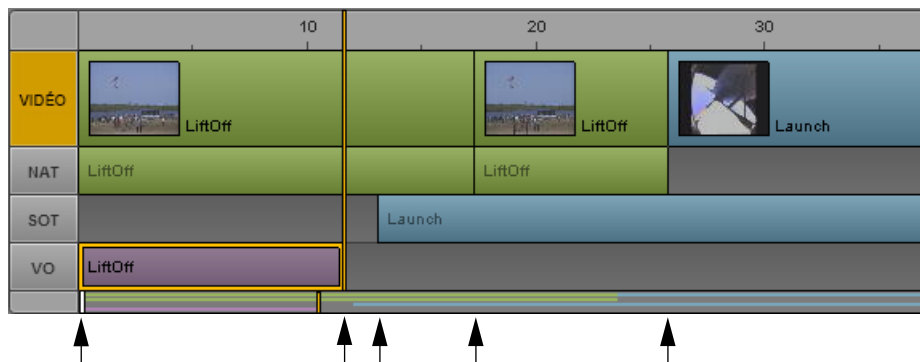 10 20 30
VIDÉO LiftOff LiftOff Launch
NAT LiftOff LiftOff
SOT Launch
VO LiftOff